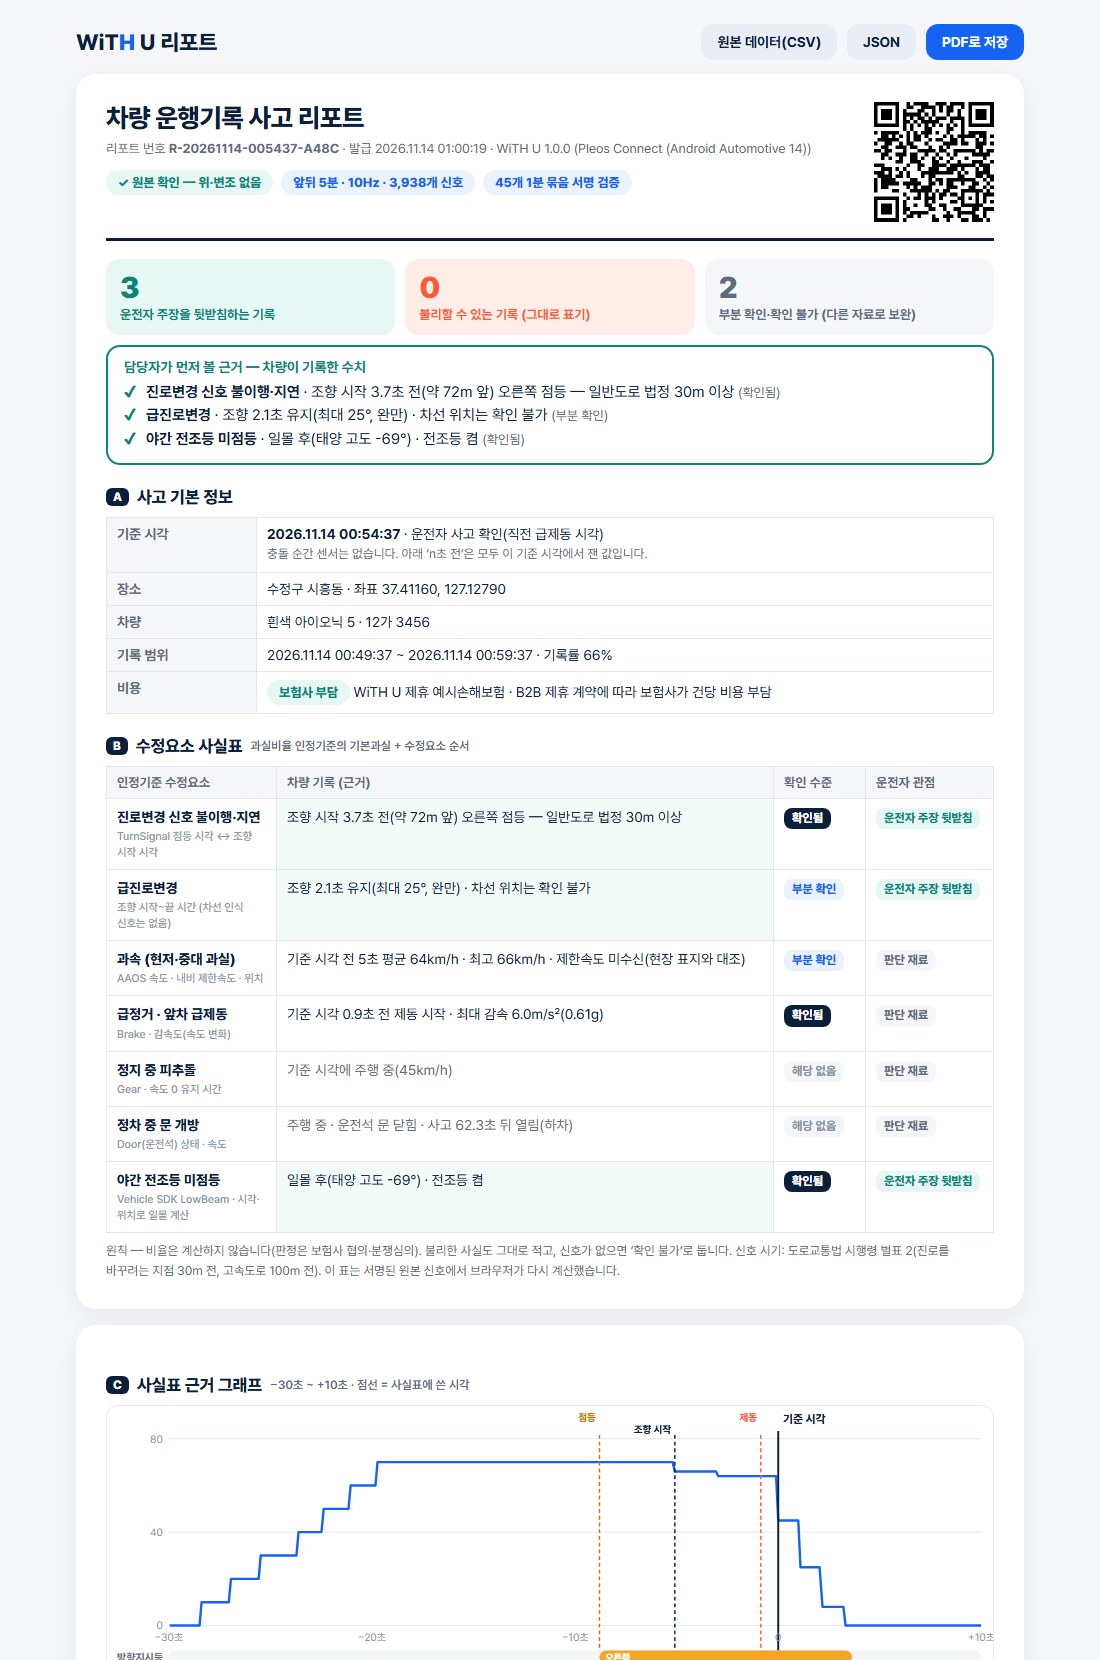 WiTH U 리포트
원본 데이터(CSV)
JSON
PDF로 저장
차량 운행기록 사고 리포트
리포트 번호 R-20261114-005437-A48C · 발급 2026.11.14 01:00:19 · WiTH U 1.0.0 (Pleos Connect (Android Automotive 14))
✓ 원본 확인 — 위·변조 없음
앞뒤 5분 · 10Hz · 3,938개 신호
45개 1분 묶음 서명 검증
3
운전자 주장을 뒷받침하는 기록
0
불리할 수 있는 기록 (그대로 표기)
2
부분 확인·확인 불가 (다른 자료로 보완)
담당자가 먼저 볼 근거 — 차량이 기록한 수치
✓ 진로변경 신호 불이행·지연 · 조향 시작 3.7초 전(약 72m 앞) 오른쪽 점등 — 일반도로 법정 30m 이상 (확인됨)
✓ 급진로변경 · 조향 2.1초 유지(최대 25°, 완만) · 차선 위치는 확인 불가 (부분 확인)
✓ 야간 전조등 미점등 · 일몰 후(태양 고도 -69°) · 전조등 켬 (확인됨)
A 사고 기본 정보
기준 시각
2026.11.14 00:54:37 · 운전자 사고 확인(직전 급제동 시각)
충돌 순간 센서는 없습니다. 아래 ‘n초 전’은 모두 이 기준 시각에서 잰 값입니다.
장소
수정구 시흥동 · 좌표 37.41160, 127.12790
차량
흰색 아이오닉 5 · 12가 3456
기록 범위
2026.11.14 00:49:37 ~ 2026.11.14 00:59:37 · 기록률 66%
비용
보험사 부담 WiTH U 제휴 예시손해보험 · B2B 제휴 계약에 따라 보험사가 건당 비용 부담
B 수정요소 사실표 과실비율 인정기준의 기본과실 + 수정요소 순서
인정기준 수정요소
차량 기록 (근거)
확인 수준
운전자 관점
진로변경 신호 불이행·지연
TurnSignal 점등 시각 ↔ 조향
시작 시각
조향 시작 3.7초 전(약 72m 앞) 오른쪽 점등 — 일반도로 법정 30m 이상
확인됨
운전자 주장 뒷받침
급진로변경
조향 시작~끝 시간 (차선 인식
신호는 없음)
조향 2.1초 유지(최대 25°, 완만) · 차선 위치는 확인 불가
부분 확인
운전자 주장 뒷받침
과속 (현저·중대 과실)
AAOS 속도 · 내비 제한속도 · 위치
기준 시각 전 5초 평균 64km/h · 최고 66km/h · 제한속도 미수신(현장 표지와 대조)
부분 확인
판단 재료
급정거 · 앞차 급제동
Brake · 감속도(속도 변화)
기준 시각 0.9초 전 제동 시작 · 최대 감속 6.0m/s²(0.61g)
확인됨
판단 재료
정지 중 피추돌
Gear · 속도 0 유지 시간
기준 시각에 주행 중(45km/h)
해당 없음
판단 재료
정차 중 문 개방
Door(운전석) 상태 · 속도
주행 중 · 운전석 문 닫힘 · 사고 62.3초 뒤 열림(하차)
해당 없음
판단 재료
야간 전조등 미점등
Vehicle SDK LowBeam · 시각·
위치로 일몰 계산
일몰 후(태양 고도 -69°) · 전조등 켬
확인됨
운전자 주장 뒷받침
원칙 — 비율은 계산하지 않습니다(판정은 보험사 협의·분쟁심의). 불리한 사실도 그대로 적고, 신호가 없으면 ‘확인 불가’로 둡니다. 신호 시기: 도로교통법 시행령 별표 2(진로를
바꾸려는 지점 30m 전, 고속도로 100m 전). 이 표는 서명된 원본 신호에서 브라우저가 다시 계산했습니다.
C 사실표 근거 그래프 −30초 ~ +10초 · 점선 = 사실표에 쓴 시각
점등
조향 시작
제동
기준 시각
80
40
0
−30초
−20초
−10초
0
+10초
방향지시등
오른쪽